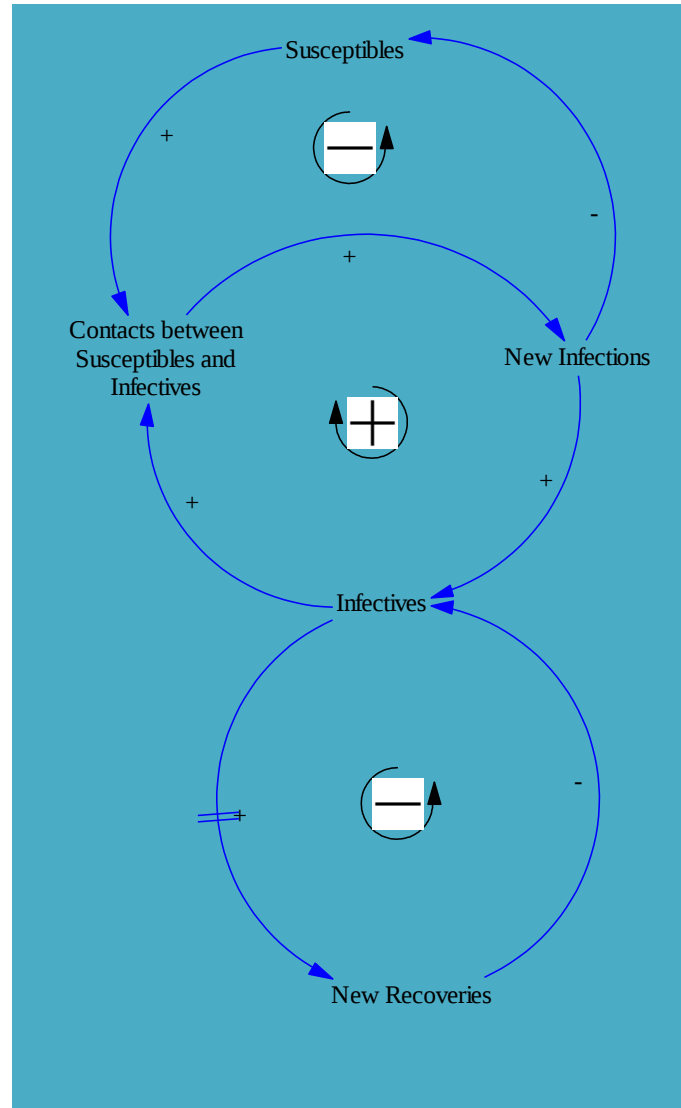 Susceptibles
+
-
+
Contacts between
Susceptibles and
Infectives
New Infections
+
+
Infectives
-
+
New Recoveries